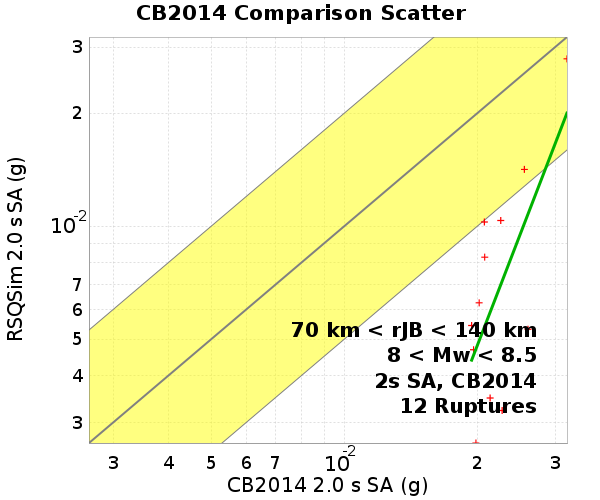 CB2014 Comparison Scatter
RSQSim 2.0 s SA (g)
3
2
10-2
7
6
5
4
3
70 km < rJB < 140 km
8 < Mw < 8.5
2s SA, CB2014
12 Ruptures
3 4 5 6 7 10-2 2 3
CB2014 2.0 s SA (g)